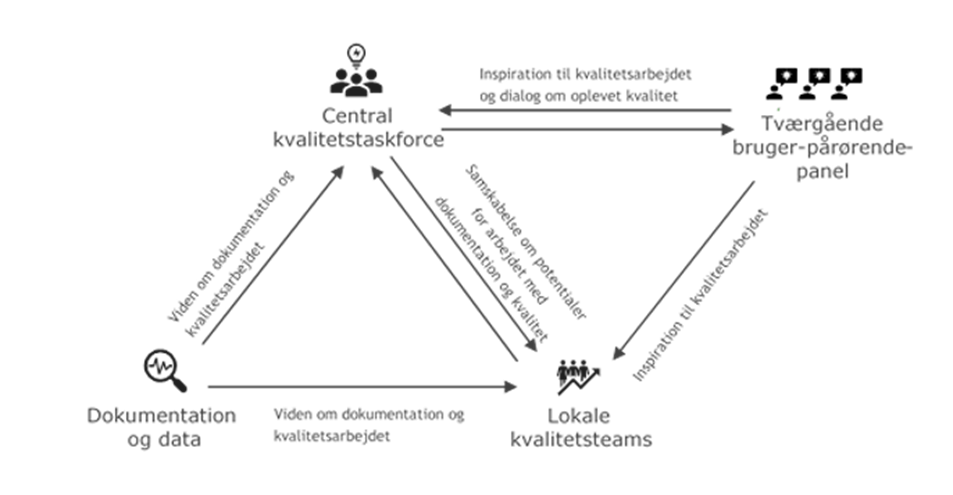 Inspiration til kvalitetsarbejdet
og dialog om oplevet kvalitet
Central
kvalitetstaskforce
Tværgående
bruger-pårørende-
panel
Viden om dokumentation og
kvalitetsarbejdet
Samskabelse om potentialer
for arbejdet med
dokumentation og kvalitet
Inspiration til kvalitetsarbejdet
Dokumentation
og data
Viden om dokumentation og
kvalitetsarbejdet
Lokale
kvalitetsteams